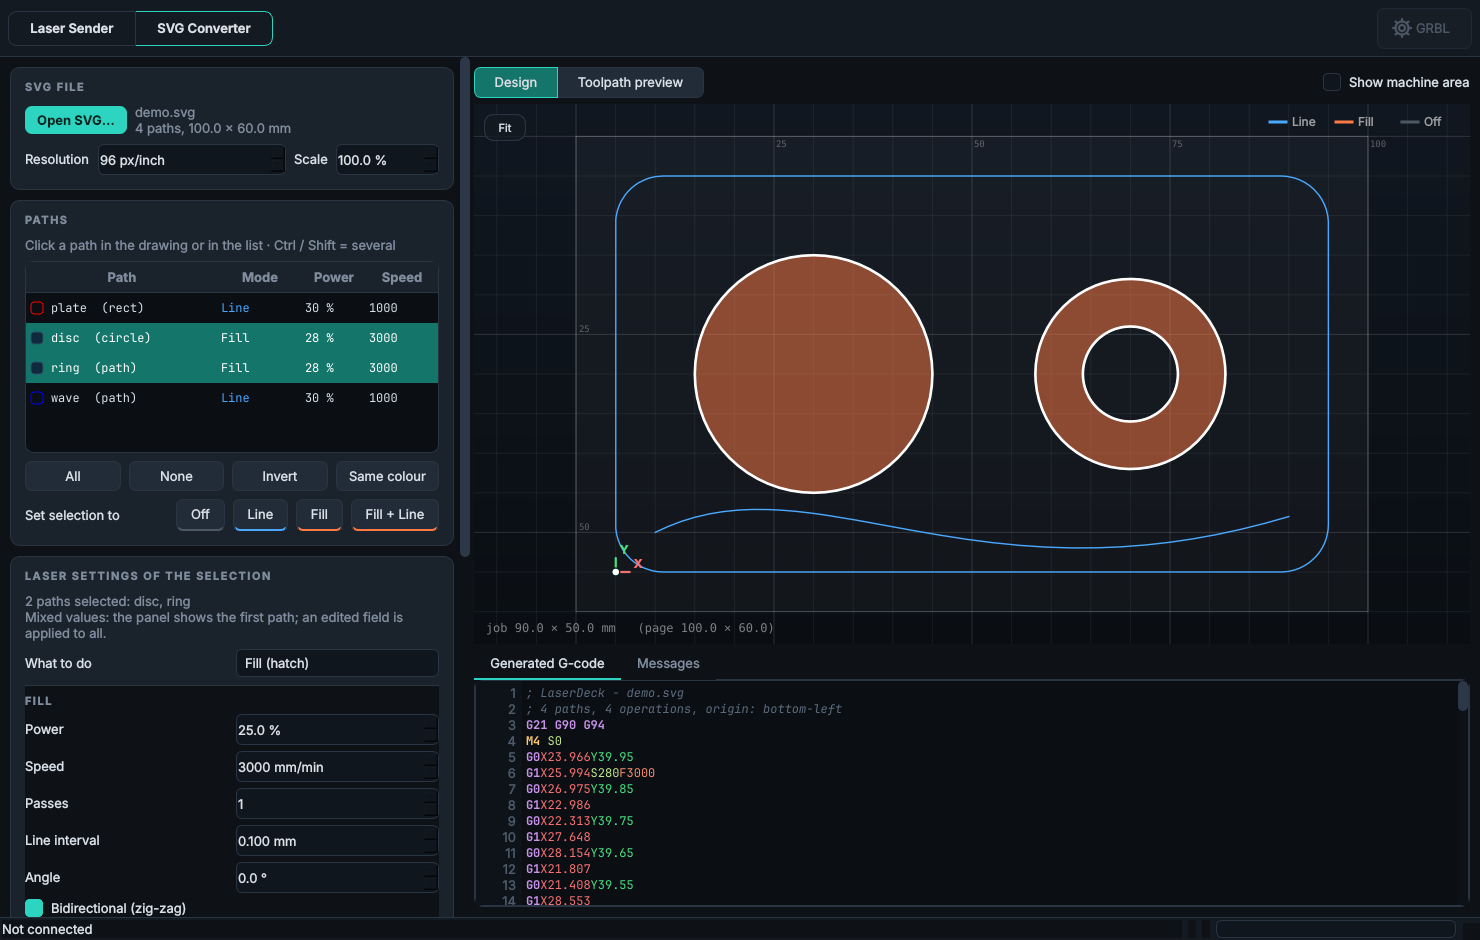 Laser Sender
SVG Converter
GRBL
SVG FILE
Open SVG...
demo.svg
4 paths, 100.0 × 60.0 mm
Resolution
96 px/inch
Scale
100.0 %
PATHS
Click a path in the drawing or in the list · Ctrl / Shift = several
Path Mode Power Speed
plate (rect) Line 30 % 1000
disc (circle) Fill 28 % 3000
ring (path) Fill 28 % 3000
wave (path) Line 30 % 1000
All
None
Invert
Same colour
Set selection to
Off
Line
Fill
Fill + Line
LASER SETTINGS OF THE SELECTION
2 paths selected: disc, ring
Mixed values: the panel shows the first path; an edited field is
applied to all.
What to do
Fill (hatch)
FILL
Power
25.0 %
Speed
3000 mm/min
Passes
1
Line interval
0.100 mm
Angle
0.0 °
Bidirectional (zig-zag)
Design
Toolpath preview
Show machine area
Fit
Line
Fill
Off
25
50
75
100
25
50
Y
X
job 90.0 × 50.0 mm (page 100.0 × 60.0)
Generated G-code
Messages
1 ; LaserDeck - demo.svg
2 ; 4 paths, 4 operations, origin: bottom-left
3 G21 G90 G94
4 M4 S0
5 G0X23.966Y39.95
6 G1X25.994S280F3000
7 G0X26.975Y39.85
8 G1X22.986
9 G0X22.313Y39.75
10 G1X27.648
11 G0X28.154Y39.65
12 G1X21.807
13 G0X21.408Y39.55
14 G1X28.553
Not connected